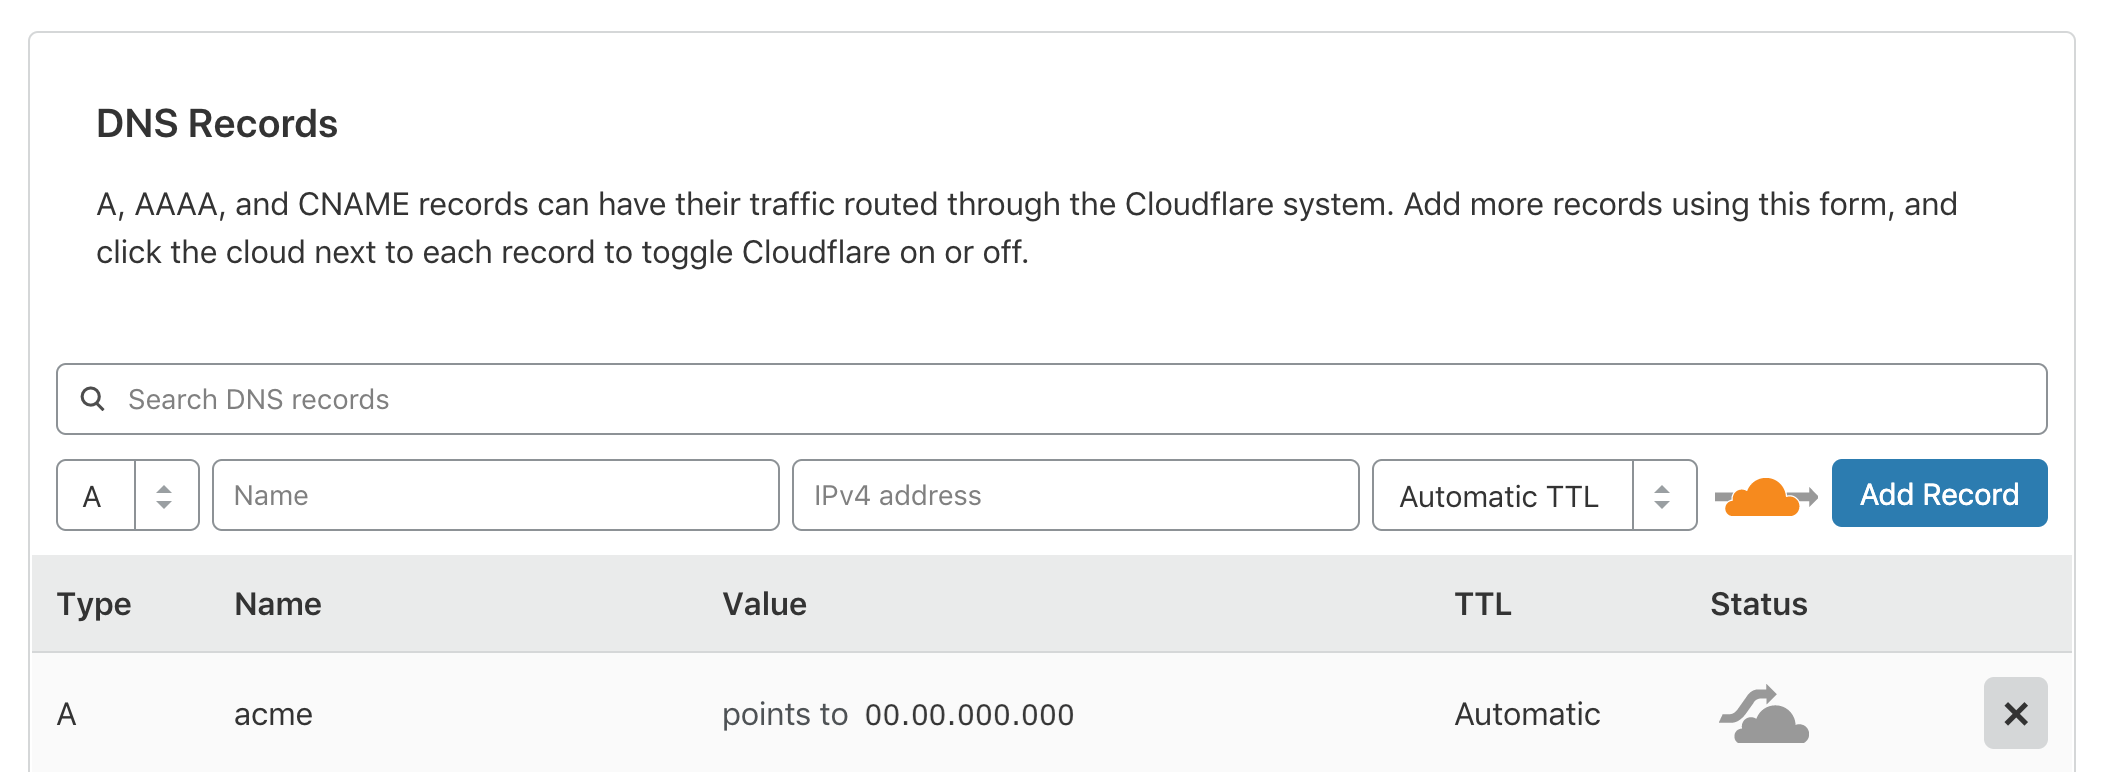 DNS Records
A, AAAA, and CNAME records can have their traffic routed through the Cloudflare system. Add more records using this form, and
click the cloud next to each record to toggle Cloudflare on or off.
Search DNS records
A Name IPv4 address Automatic TTL Add Record
Type Name Value TTL Status
A acme points to 00.00.000.000 Automatic